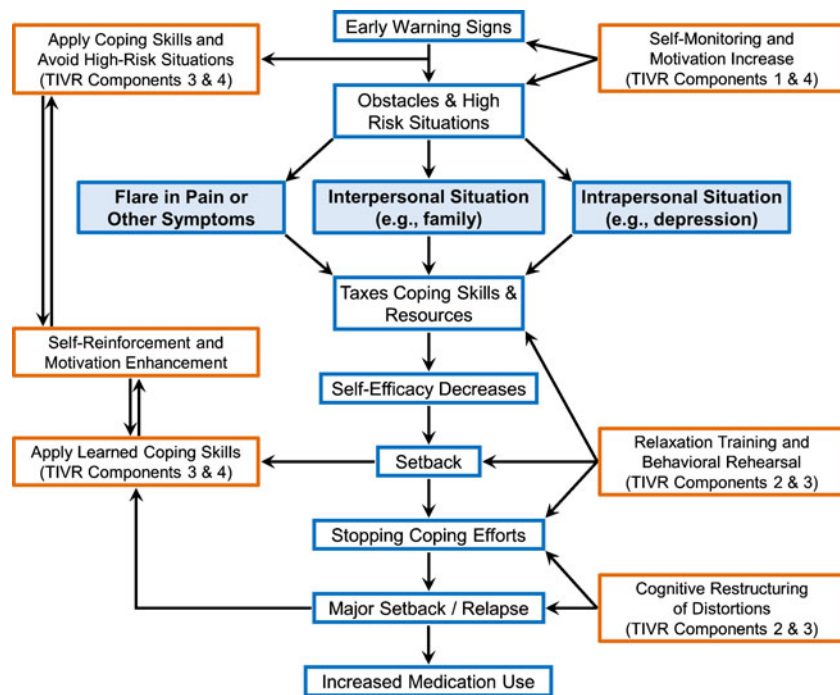 Apply Coping Skills and
Avoid High-Risk Situations
(TIVR Components 3 & 4)
Early Warning Signs
Self-Monitoring and
Motivation Increase
(TIVR Components 1 & 4)
Obstacles & High
Risk Situations
Flare in Pain or
Other Symptoms
Interpersonal Situation
(e.g., family)
Intrapersonal Situation
(e.g., depression)
Taxes Coping Skills &
Resources
Self-Reinforcement and
Motivation Enhancement
Self-Efficacy Decreases
Apply Learned Coping Skills
(TIVR Components 3 & 4)
Setback
Relaxation Training and
Behavioral Rehearsal
(TIVR Components 2 & 3)
Stopping Coping Efforts
Major Setback / Relapse
Cognitive Restructuring
of Distortions
(TIVR Components 2 & 3)
Increased Medication Use